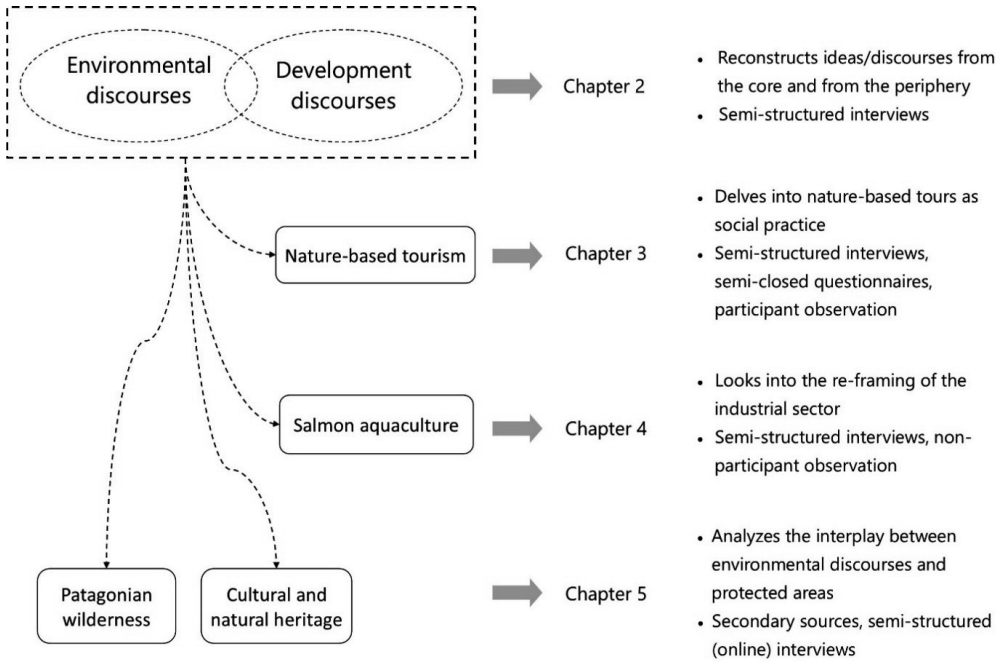 Environmental
discourses
Development
discourses
Chapter 2
• Reconstructs ideas/discourses from
the core and from the periphery
• Semi-structured interviews
Nature-based tourism
Chapter 3
• Delves into nature-based tours as
social practice
• Semi-structured interviews,
semi-closed questionnaires,
participant observation
Salmon aquaculture
Chapter 4
• Looks into the re-framing of the
industrial sector
• Semi-structured interviews, non-
participant observation
Patagonian
wilderness
Cultural and
natural heritage
Chapter 5
• Analyzes the interplay between
environmental discourses and
protected areas
• Secondary sources, semi-structured
(online) interviews